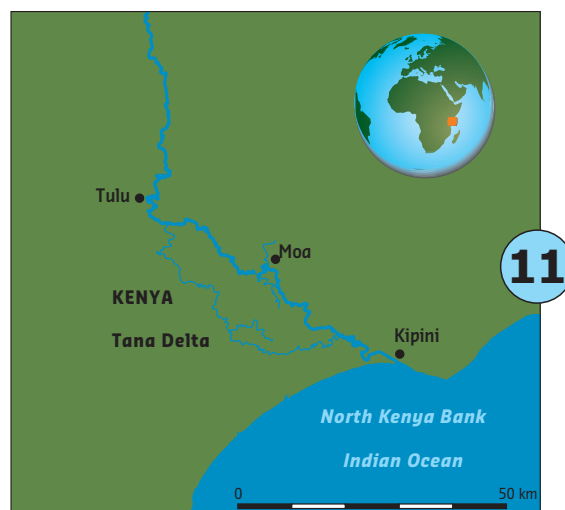 Tulu
Moa
11
KENYA
Tana Delta
Kipini
North Kenya Bank
Indian Ocean
0 50 km